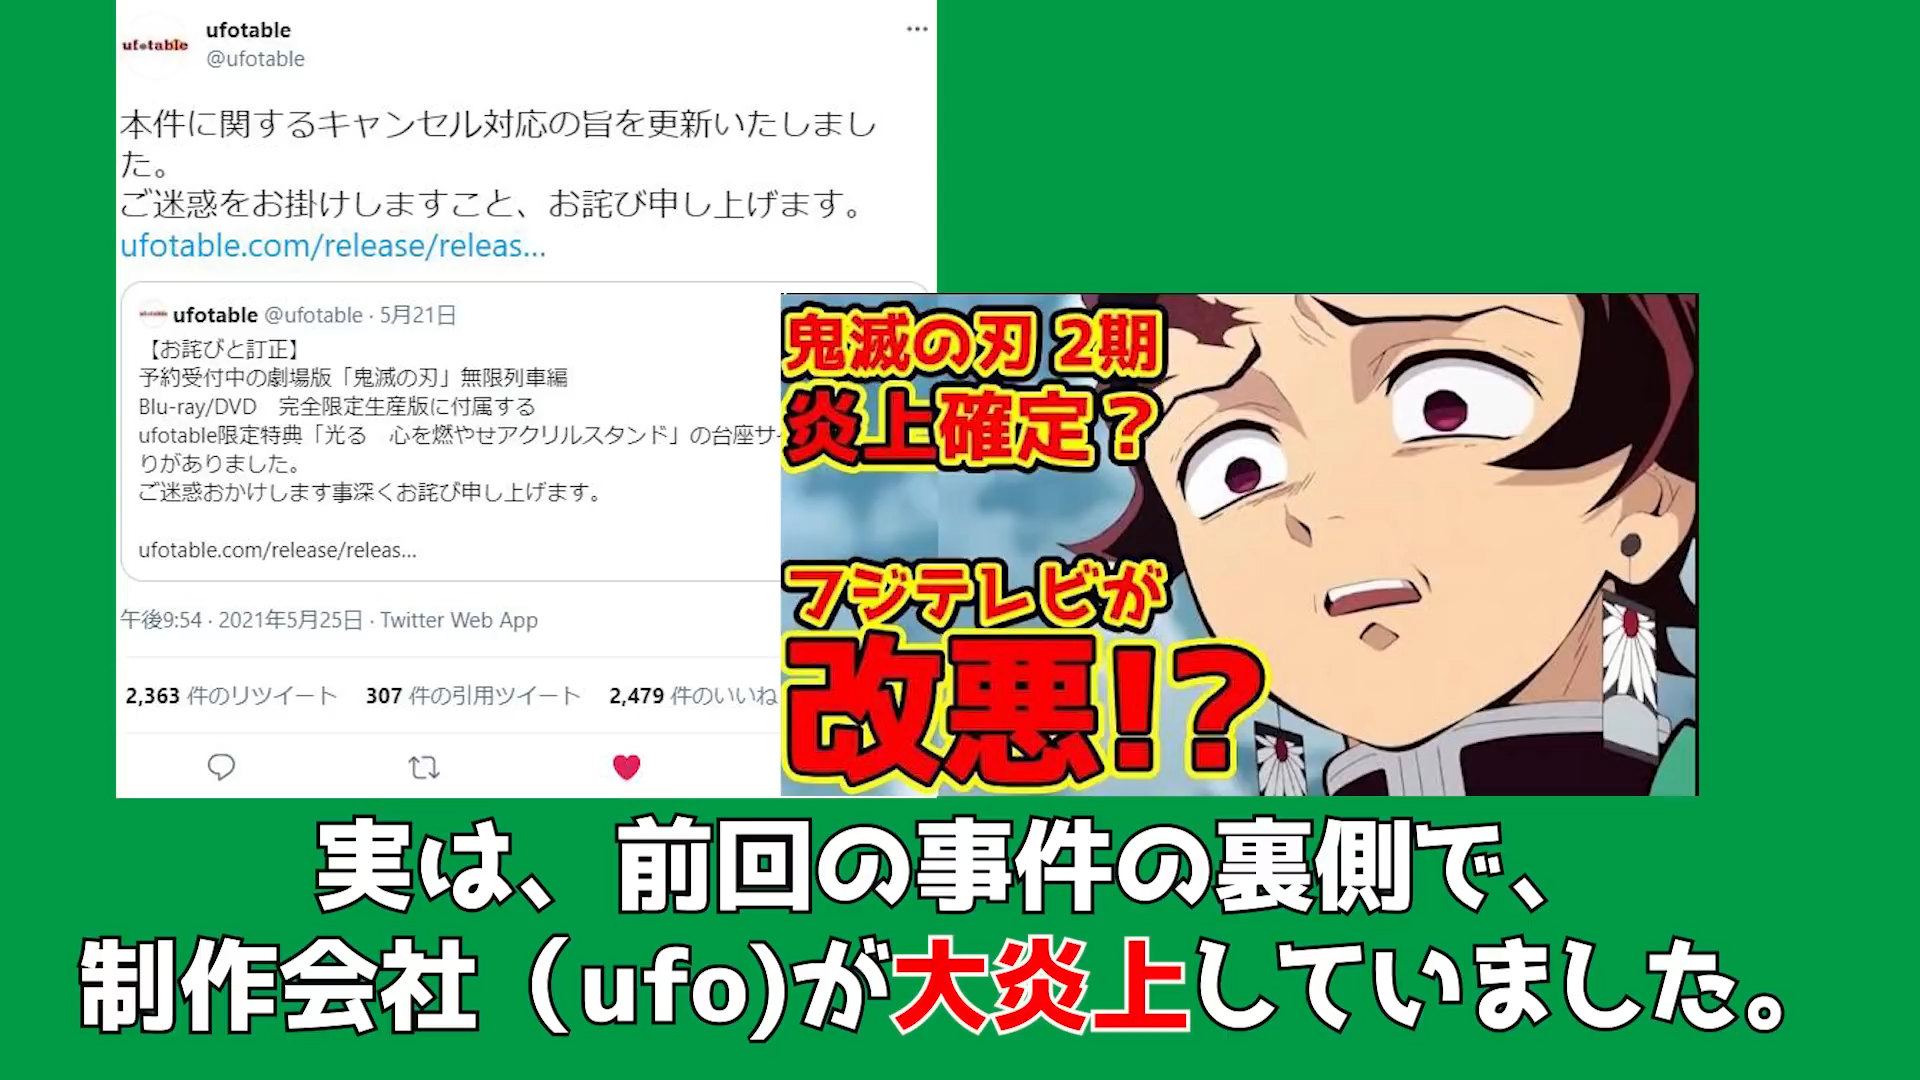 ufotable
ufotable
@ufotable
本件に関するキャンセル対応の旨を更新いたしまし
た。
ご迷惑をお掛けしますこと、お詫び申し上げます。
ufotable.com/release/releas...
ufotable @ufotable · 5月21日
【お詫びと訂正】
予約受付中の劇場版「鬼滅の刃」無限列車編
Blu-ray/DVD　完全限定生産版に付属する
ufotable限定特典「光る　心を燃やせアクリルスタンド」の台座サ
りがありました。
ご迷惑おかけします事深くお詫び申し上げます。
ufotable.com/release/releas...
午後9:54 · 2021年5月25日 · Twitter Web App
2,363 件のリツイート 307 件の引用ツイート 2,479 件のいいね
鬼滅の刃 2期
炎上確定？
フジテレビが
改悪!?
実は、前回の事件の裏側で、
制作会社（ufo)が大炎上していました。